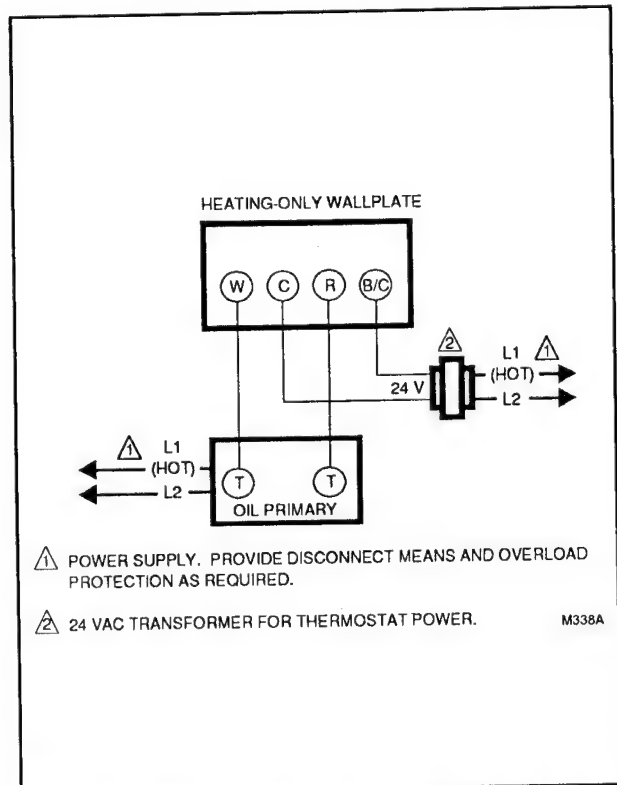 HEATING-ONLY WALLPLATE
W C R B/C
2 L1 1
24 V (HOT)
L2
1 L1
(HOT) T T
L2 OIL PRIMARY
1 POWER SUPPLY. PROVIDE DISCONNECT MEANS AND OVERLOAD
PROTECTION AS REQUIRED.
2 24 VAC TRANSFORMER FOR THERMOSTAT POWER. M338A